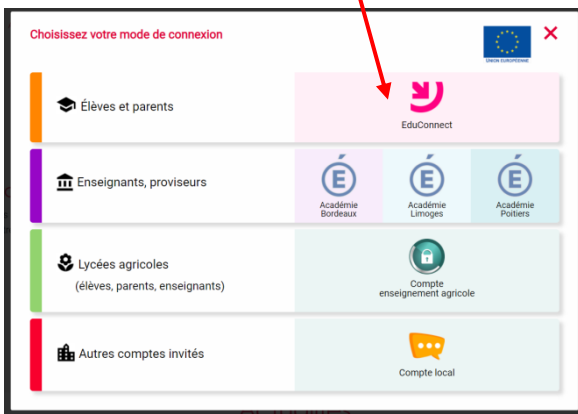 Choisissez votre mode de connexion
UNION EUROPÉENNE
Élèves et parents
EduConnect
Enseignants, proviseurs
É
Académie
Bordeaux
É
Académie
Limoges
É
Académie
Poitiers
Lycées agricoles
(élèves, parents, enseignants)
Compte
enseignement agricole
Autres comptes invités
Compte local